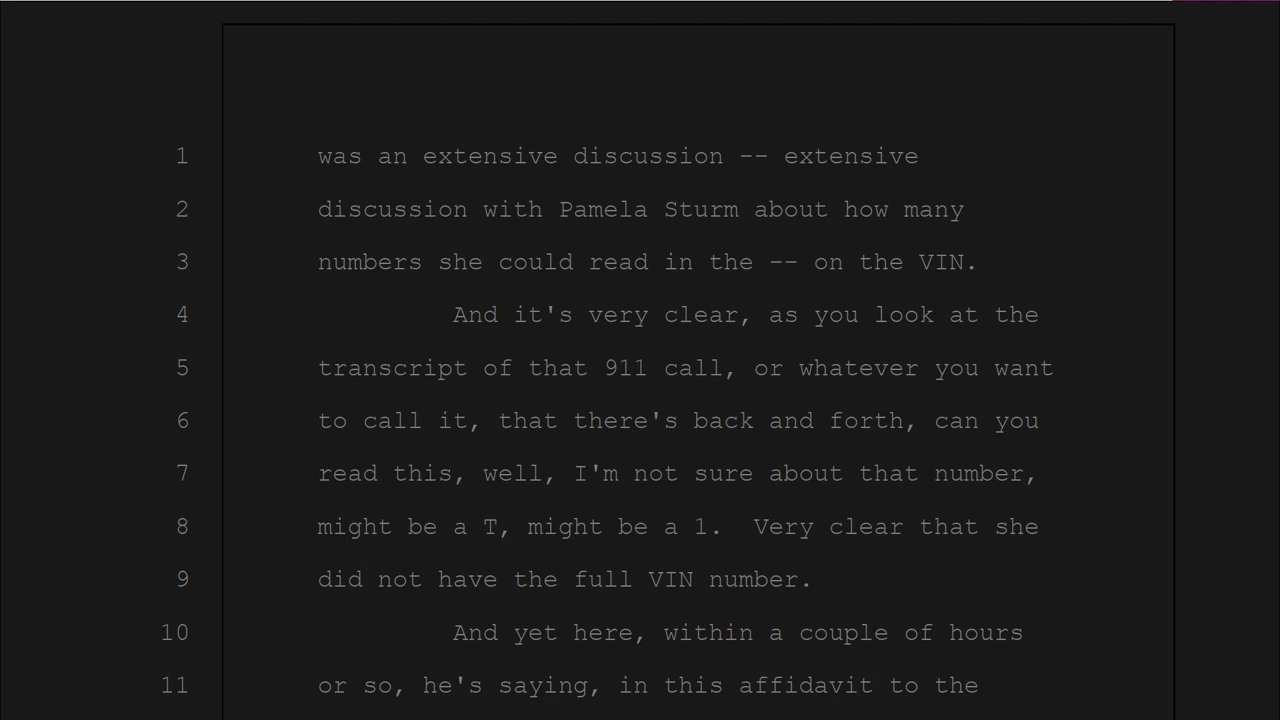 1 was an extensive discussion -- extensive
2 discussion with Pamela Sturm about how many
3 numbers she could read in the -- on the VIN.
4 And it's very clear, as you look at the
5 transcript of that 911 call, or whatever you want
6 to call it, that there's back and forth, can you
7 read this, well, I'm not sure about that number,
8 might be a T, might be a 1.  Very clear that she
9 did not have the full VIN number.
10 And yet here, within a couple of hours
11 or so, he's saying, in this affidavit to the